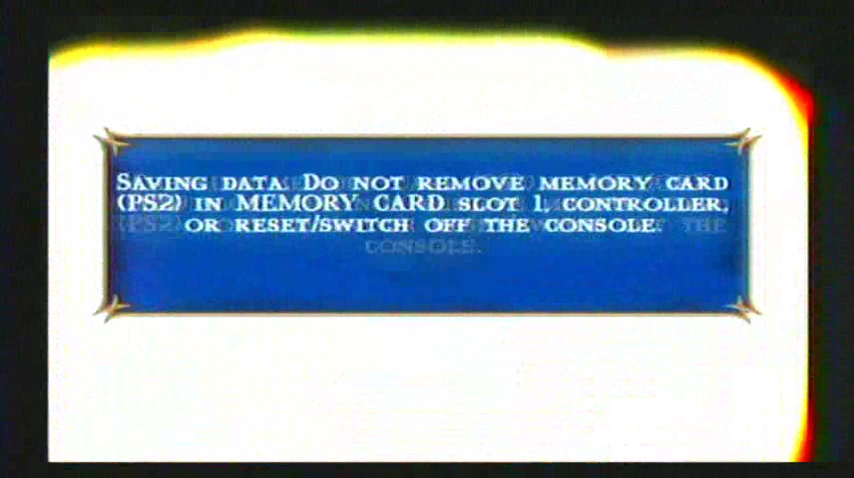 Saving data. Do not remove memory card
(PS2) in MEMORY CARD slot 1, controller,
or reset/switch off the console.
console.